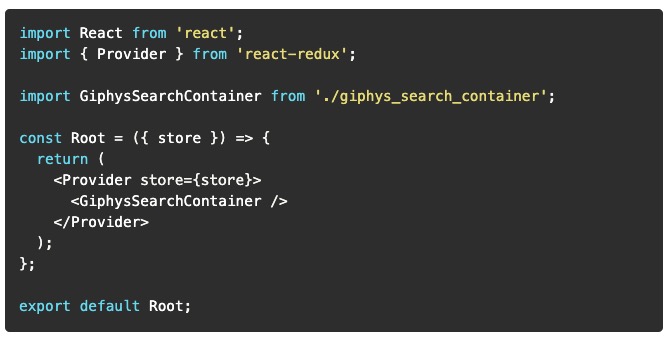 import React from 'react';
import { Provider } from 'react-redux';

import GiphysSearchContainer from './giphys_search_container';

const Root = ({ store }) => {
  return (
    <Provider store={store}>
      <GiphysSearchContainer />
    </Provider>
  );
};

export default Root;